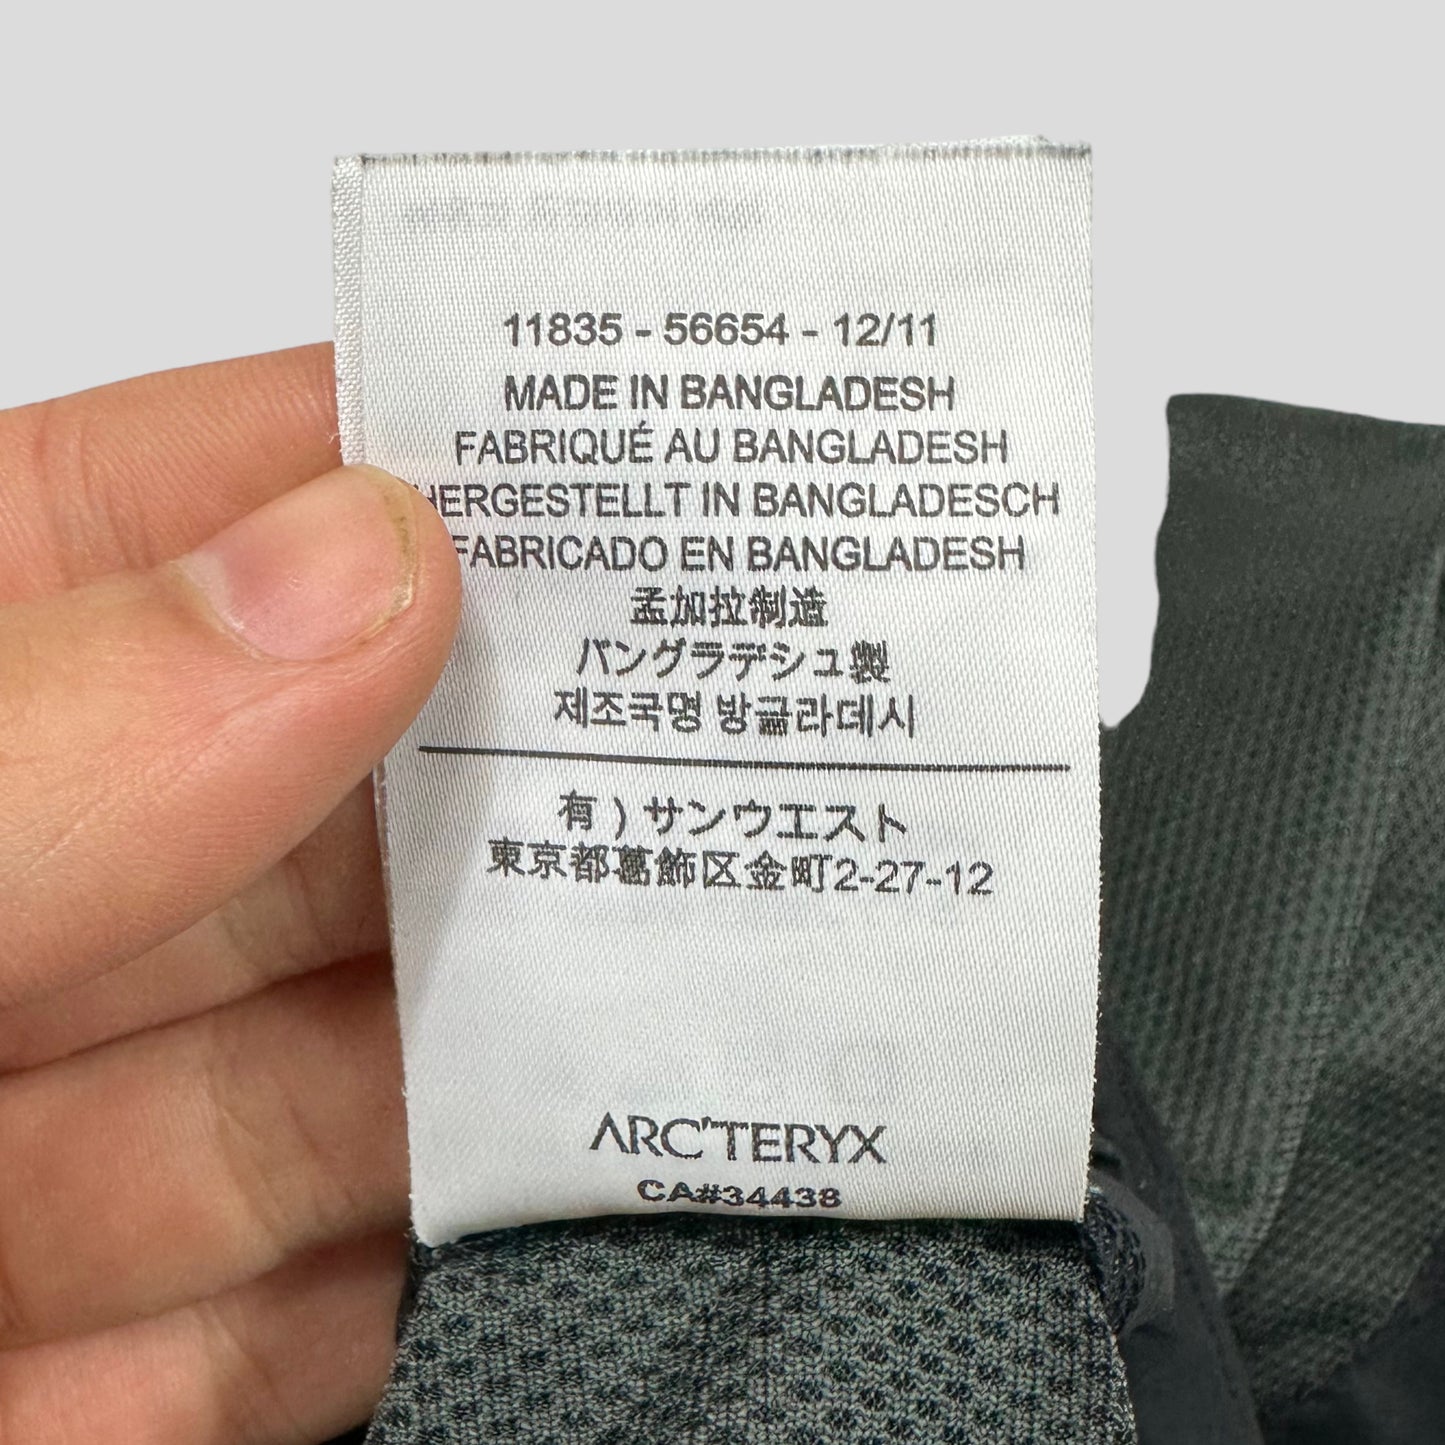 11835 - 56654 - 12/11
MADE IN BANGLADESH
FABRIQUÉ AU BANGLADESH
HERGESTELLT IN BANGLADESCH
FABRICADO EN BANGLADESH
孟加拉制造
バングラデシュ製
제조국명 방글라데시
有）サンウエスト
東京都葛飾区金町2-27-12
ARC'TERYX
CA#34438